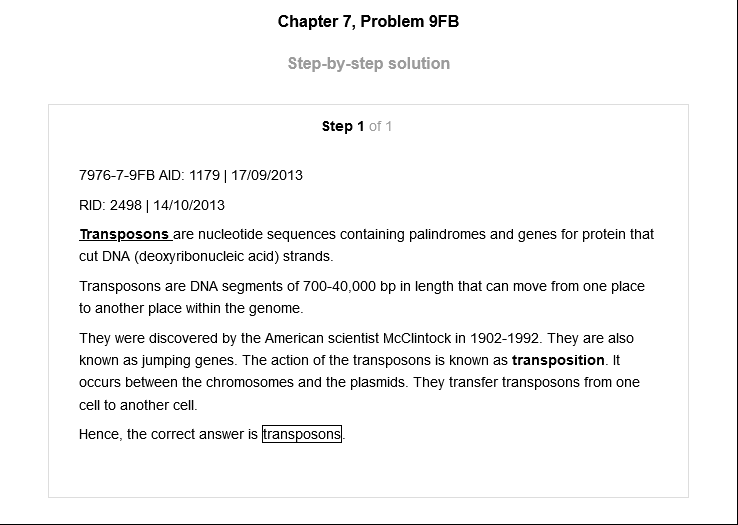 Chapter 7, Problem 9FB
Step-by-step solution
Step 1 of 1
7976-7-9FB AID: 1179 | 17/09/2013
RID: 2498 | 14/10/2013
Transposons are nucleotide sequences containing palindromes and genes for protein that
cut DNA (deoxyribonucleic acid) strands.
Transposons are DNA segments of 700-40,000 bp in length that can move from one place
to another place within the genome.
They were discovered by the American scientist McClintock in 1902-1992. They are also
known as jumping genes. The action of the transposons is known as transposition. It
occurs between the chromosomes and the plasmids. They transfer transposons from one
cell to another cell.
Hence, the correct answer is transposons.